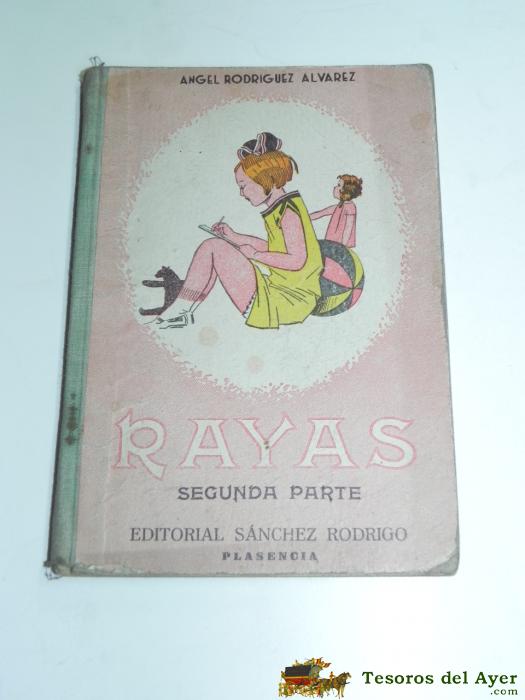 ANGEL RODRIGUEZ ALVAREZ
RAYAS
SEGUNDA PARTE
EDITORIAL SÁNCHEZ RODRIGO
PLASENCIA
Tesoros del Ayer
.com